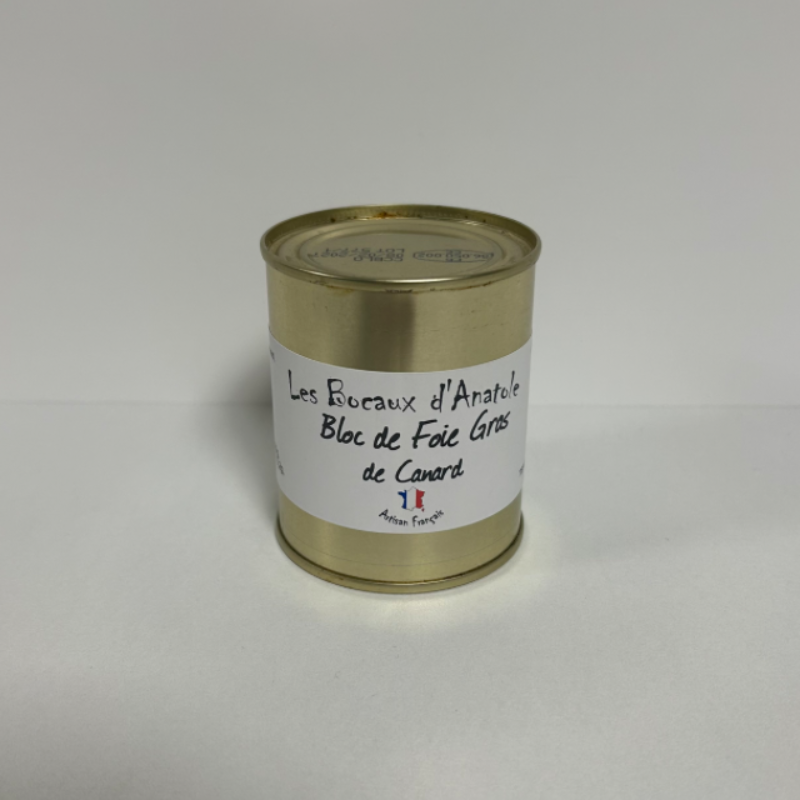 Les Bocaux d'Anatole
Bloc de Foie Gras
de Canard
Artisan Français